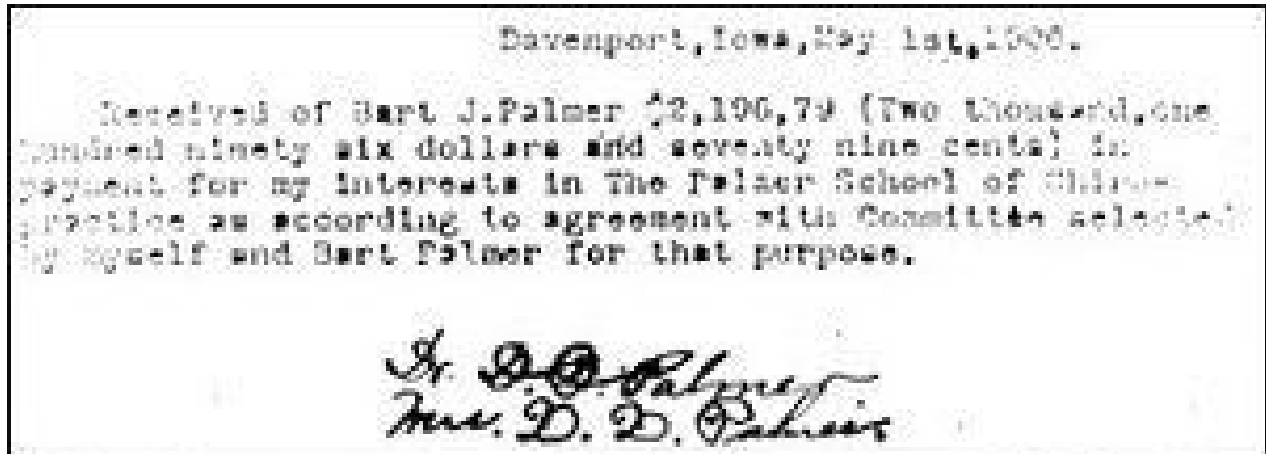 Davenport,Iowa,May 1st,1906.
Received of Bart J.Palmer $2,196,79 (Two thousand,one
hundred ninety six dollars and seventy nine cents) in
payment for my interests in The Palmer School of Chiro-
practice as according to agreement with Committee selected
by myself and Bart Palmer for that purpose.
Dr. D.D. Palmer
Mrs. D. D. Palmer